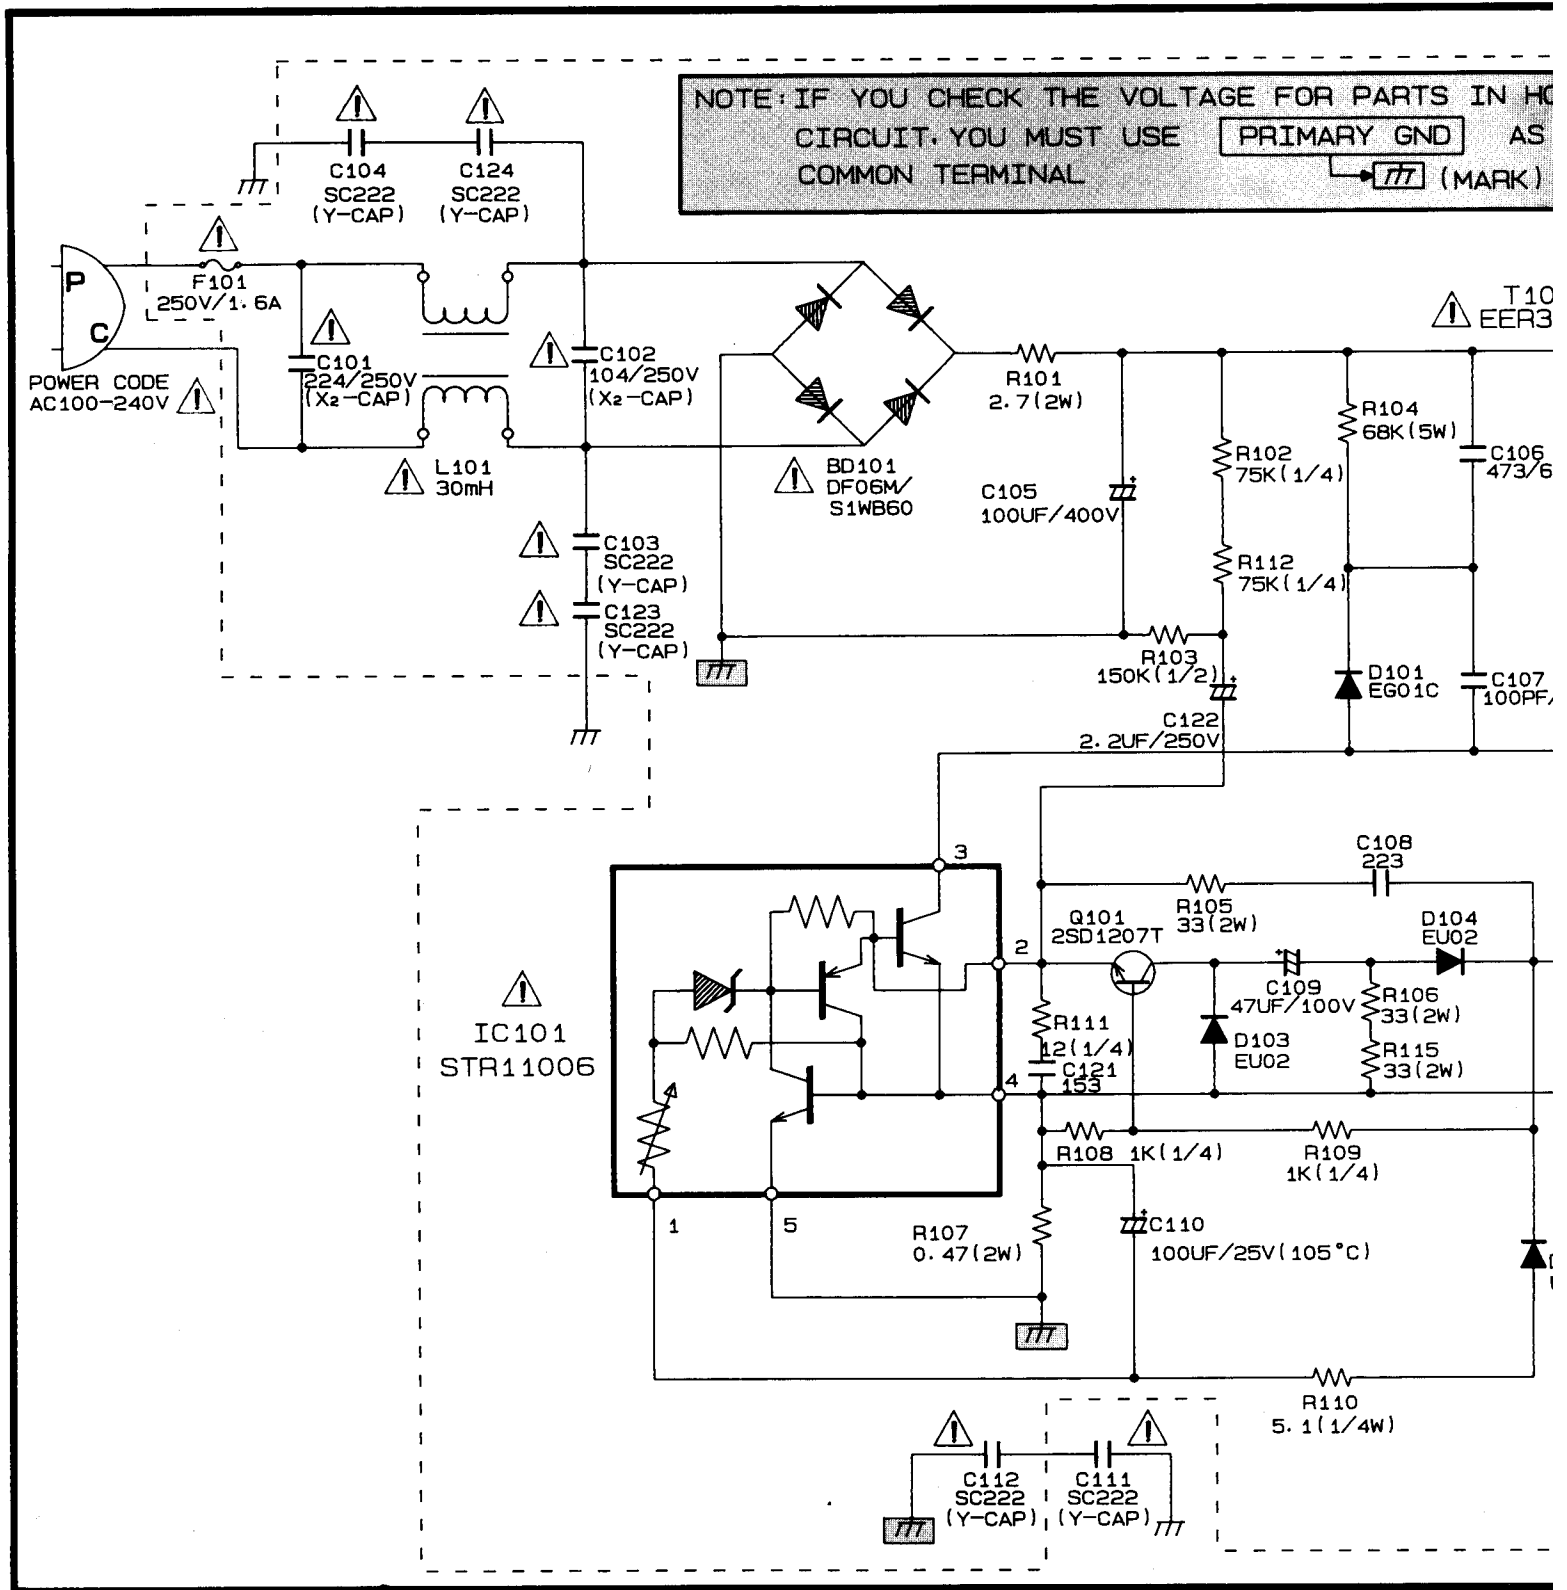 NOTE: IF YOU CHECK THE VOLTAGE FOR PARTS IN
CIRCUIT. YOU MUST USE PRIMARY GND AS
COMMON TERMINAL (MARK)
C104
SC222
(Y-CAP)
C124
SC222
(Y-CAP)
P
C
F101
250V/1.6A
POWER CODE
AC100-240V
C101
224/250V
(X2-CAP)
C102
104/250V
(X2-CAP)
L101
30mH
C103
SC222
(Y-CAP)
C123
SC222
(Y-CAP)
BD101
DF06M/
S1WB60
R101
2.7(2W)
C105
100UF/400V
R102
75K(1/4)
R112
75K(1/4)
R103
150K(1/2)
C122
2.2UF/250V
R104
68K(5W)
C106
473/6
D101
EG01C
C107
100PF/
T10
EER3
IC101
STR11006
3
2
4
1
5
Q101
2SD1207T
R105
33(2W)
C108
223
D104
EU02
C109
47UF/100V
R106
33(2W)
R115
33(2W)
D103
EU02
R111
12(1/4)
C121
153
R108 1K(1/4)
R109
1K(1/4)
R107
0.47(2W)
C110
100UF/25V(105°C)
R110
5.1(1/4W)
C112
SC222
(Y-CAP)
C111
SC222
(Y-CAP)